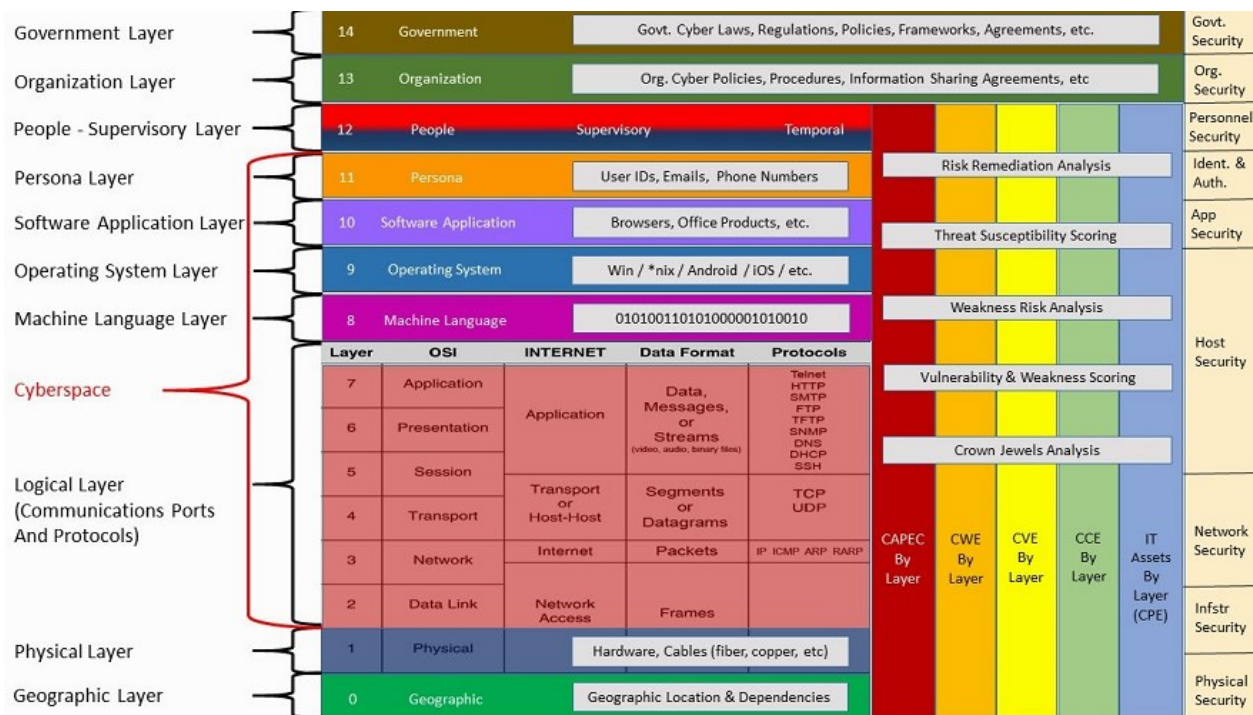 Government Layer
14 Government Govt. Cyber Laws, Regulations, Policies, Frameworks, Agreements, etc.
Govt.
Security
Organization Layer
13 Organization Org. Cyber Policies, Procedures, Information Sharing Agreements, etc
Org.
Security
People - Supervisory Layer
12 People Supervisory Temporal
Personnel
Security
Persona Layer
11 Persona User IDs, Emails, Phone Numbers
Risk Remediation Analysis
Ident. &
Auth.
Software Application Layer
10 Software Application Browsers, Office Products, etc.
Threat Susceptibility Scoring
App
Security
Operating System Layer
9 Operating System Win / *nix / Android / iOS / etc.
Machine Language Layer
8 Machine Language 010100110101000001010010
Weakness Risk Analysis
Host
Security
Cyberspace
Layer OSI INTERNET Data Format Protocols
7 Application
6 Presentation
5 Session
4 Transport
3 Network
2 Data Link
1 Physical
Application
Transport
or
Host-Host
Internet
Network
Access
Data,
Messages,
or
Streams
(video, audio, binary files)
Segments
or
Datagrams
Packets
Frames
Telnet
HTTP
SMTP
FTP
TFTP
SNMP
DNS
DHCP
SSH
TCP
UDP
IP ICMP ARP RARP
Vulnerability & Weakness Scoring
Crown Jewels Analysis
Logical Layer
(Communications Ports
And Protocols)
CAPEC
By
Layer
CWE
By
Layer
CVE
By
Layer
CCE
By
Layer
IT
Assets
By
Layer
(CPE)
Network
Security
Infstr
Security
Physical Layer
Hardware, Cables (fiber, copper, etc)
Geographic Layer
0 Geographic Geographic Location & Dependencies
Physical
Security